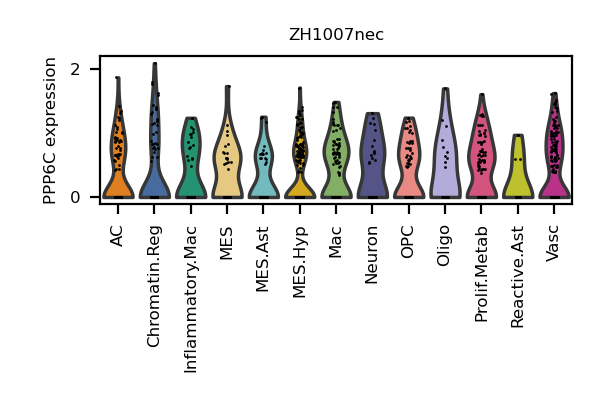 ZH1007nec
PPP6C expression
2
0
AC
Chromatin.Reg
Inflammatory.Mac
MES
MES.Ast
MES.Hyp
Mac
Neuron
OPC
Oligo
Prolif.Metab
Reactive.Ast
Vasc